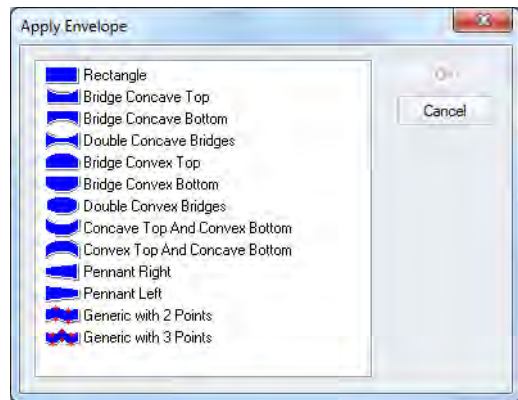 Apply Envelope
Rectangle
Bridge Concave Top
Bridge Concave Bottom
Double Concave Bridges
Bridge Convex Top
Bridge Convex Bottom
Double Convex Bridges
Concave Top And Convex Bottom
Convex Top And Concave Bottom
Pennant Right
Pennant Left
Generic with 2 Points
Generic with 3 Points
Cancel